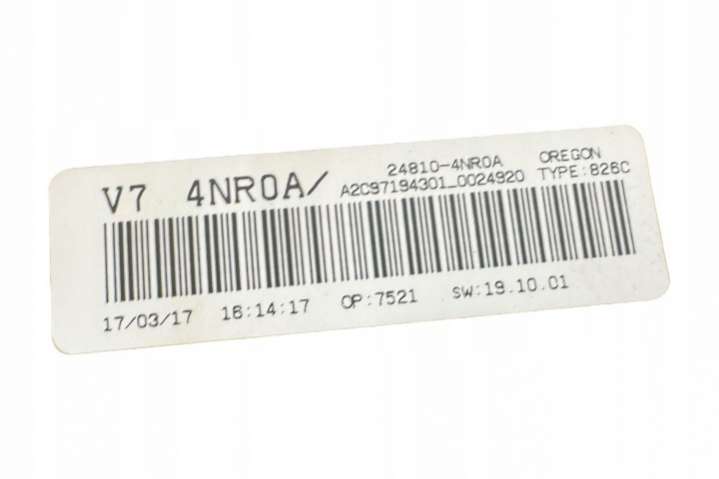 V7 4NR0A/
24810-4NR0A OREGON
A2C97194301_0024920 TYPE:826C
17/03/17 16:14:17 OP:7521 SW:19.10.01